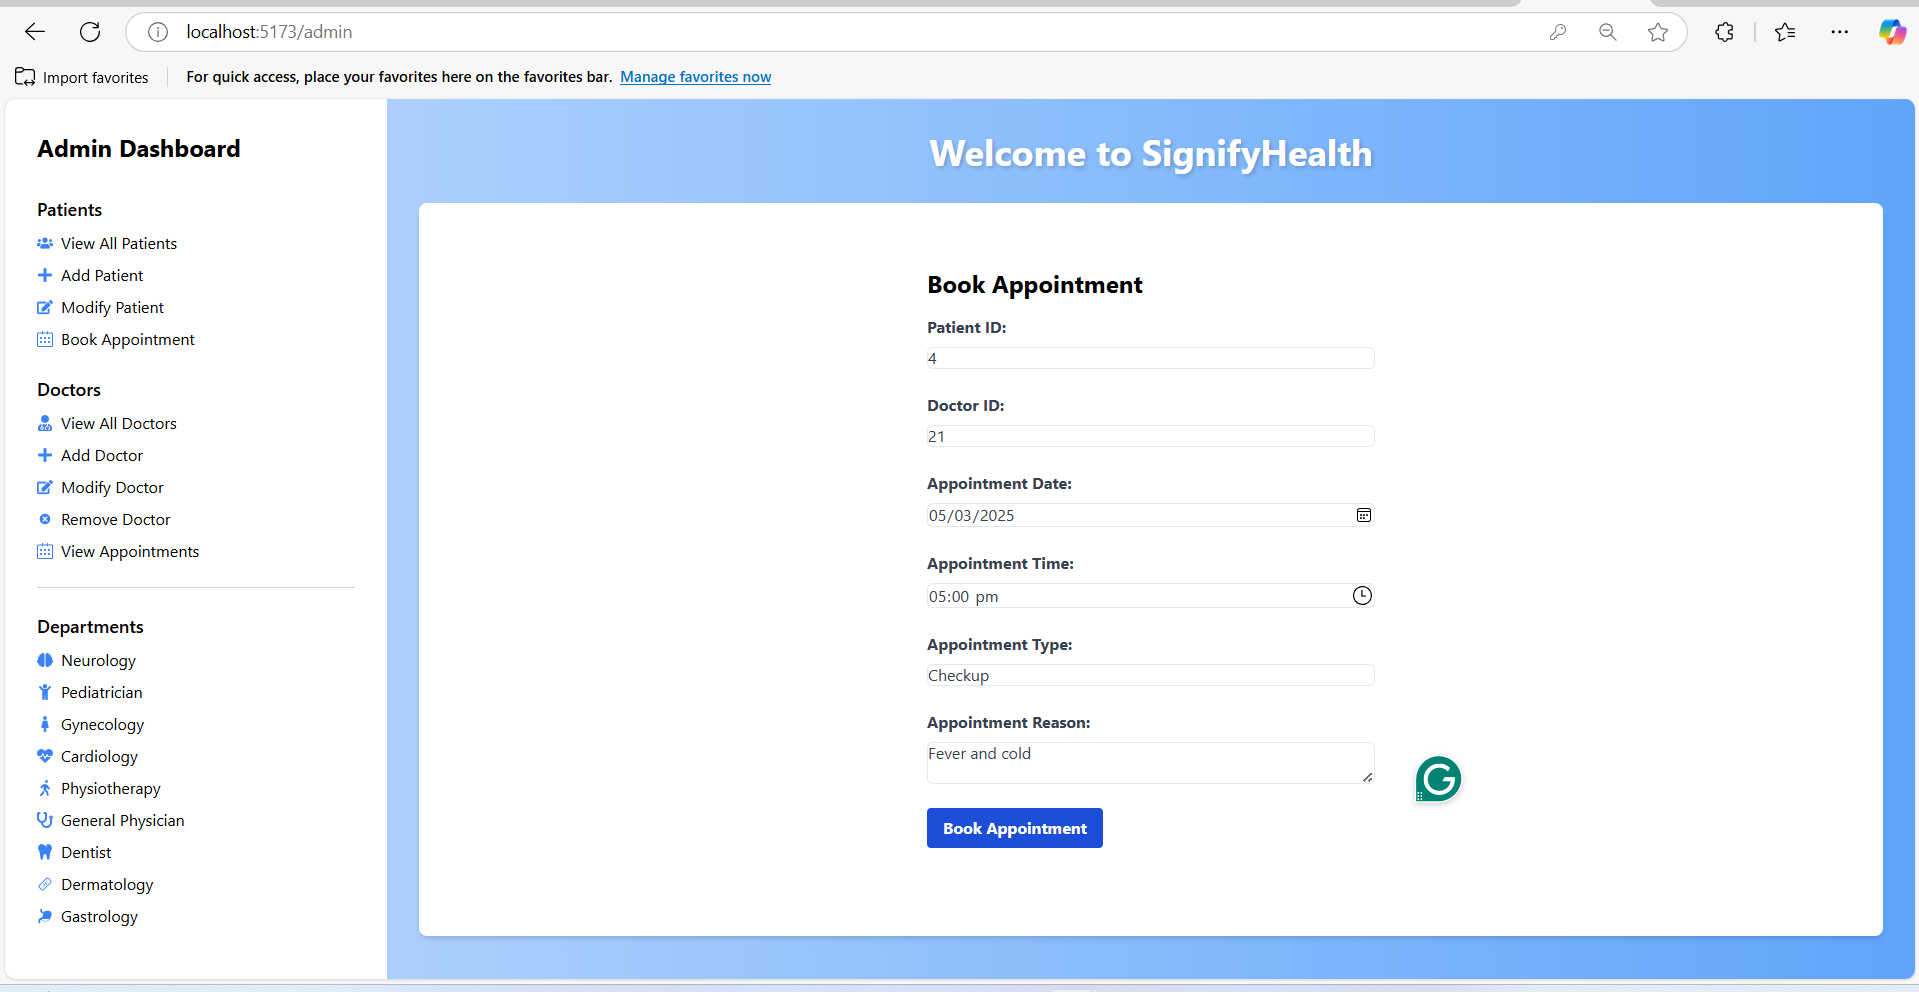 localhost:5173/admin
Import favorites For quick access, place your favorites here on the favorites bar. Manage favorites now
Admin Dashboard
Patients
View All Patients
Add Patient
Modify Patient
Book Appointment
Doctors
View All Doctors
Add Doctor
Modify Doctor
Remove Doctor
View Appointments
Departments
Neurology
Pediatrician
Gynecology
Cardiology
Physiotherapy
General Physician
Dentist
Dermatology
Gastrology
Welcome to SignifyHealth
Book Appointment
Patient ID:
4
Doctor ID:
21
Appointment Date:
05/03/2025
Appointment Time:
05:00 pm
Appointment Type:
Checkup
Appointment Reason:
Fever and cold
G
Book Appointment